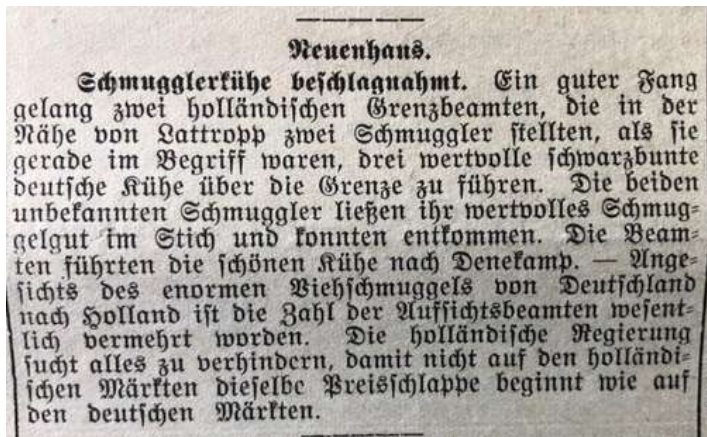 Neuenhaus.
Schmugglerkühe beschlagnahmt. Ein guter Fang
gelang zwei holländischen Grenzbeamten, die in der
Nähe von Lattropp zwei Schmuggler stellten, als sie
gerade im Begriff waren, drei wertvolle schwarzbunte
deutsche Kühe über die Grenze zu führen. Die beiden
unbekannten Schmuggler ließen ihr wertvolles Schmug-
gelgut im Stich und konnten entkommen. Die Beam-
ten führten die schönen Kühe nach Denekamp. — Ange-
sichts des enormen Viehschmuggels von Deutschland
nach Holland ist die Zahl der Aufsichtsbeamten wesent-
lich vermehrt worden. Die holländische Regierung
sucht alles zu verhindern, damit nicht auf den holländi-
schen Märkten dieselbe Preisschlappe beginnt wie auf
den deutschen Märkten.